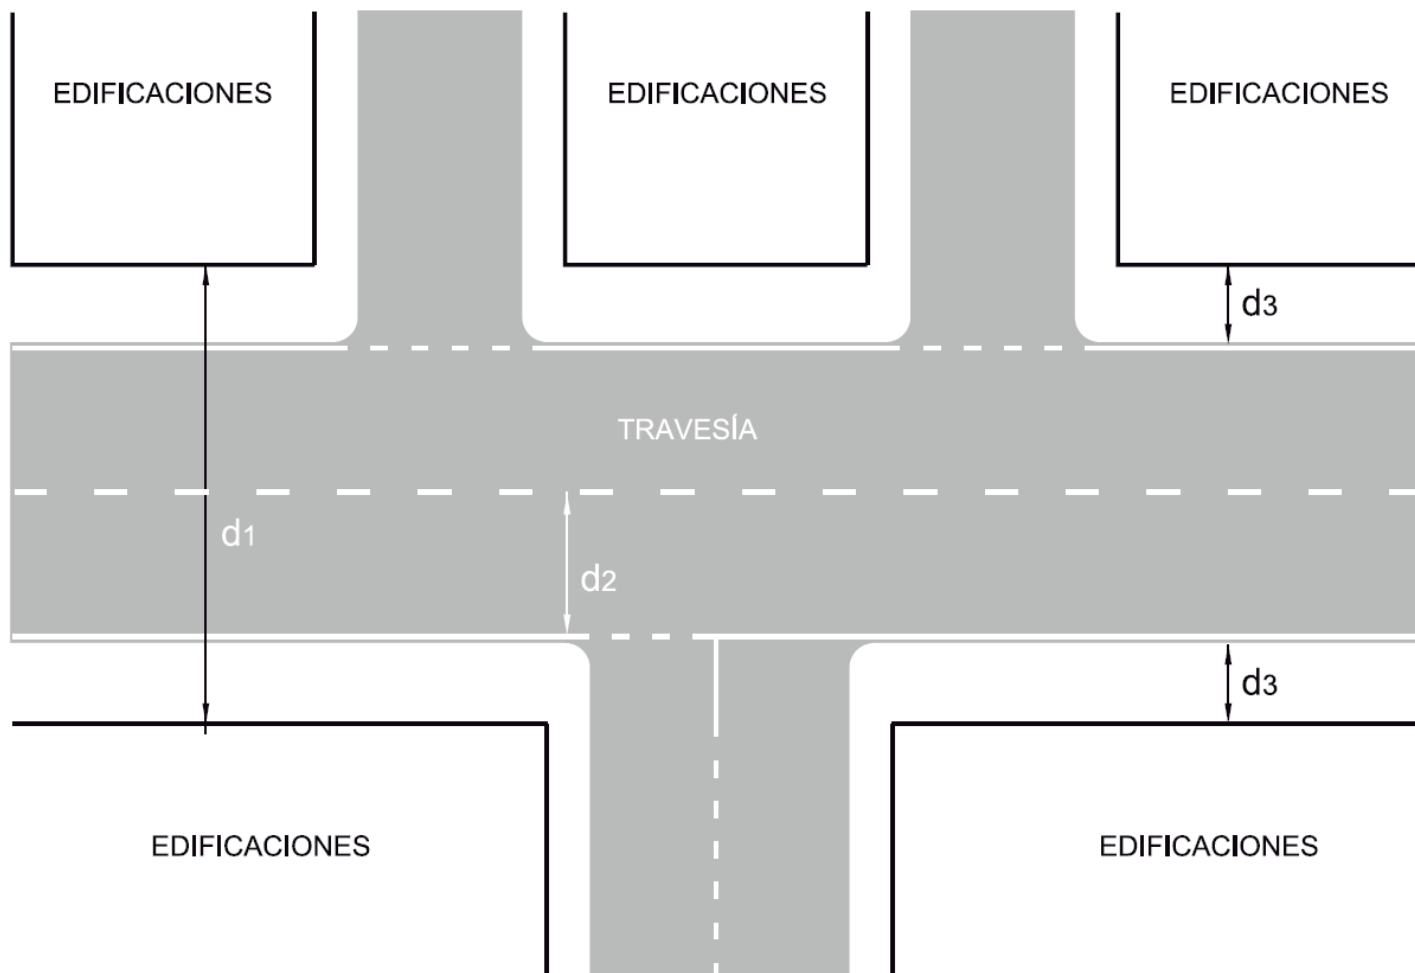 EDIFICACIONES
EDIFICACIONES
EDIFICACIONES
d3
TRAVESÍA
d1
d2
d3
EDIFICACIONES
EDIFICACIONES